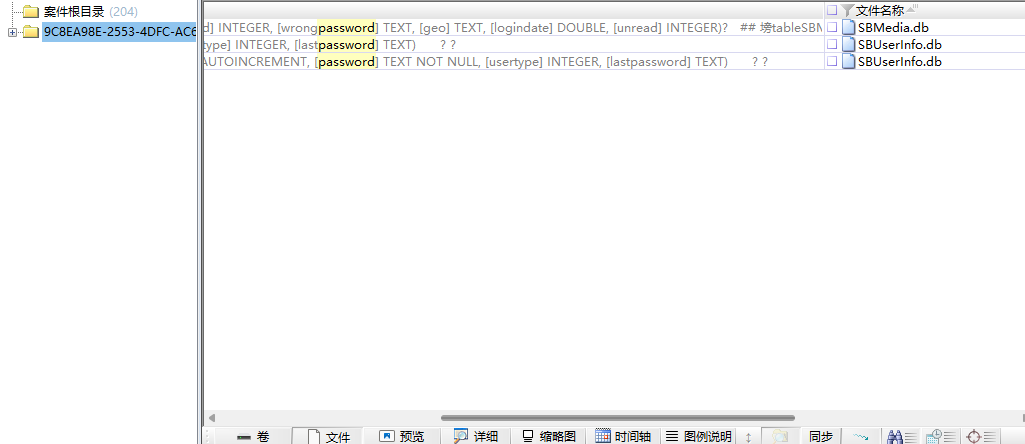 案件根目录 (204)
9C8EA98E-2553-4DFC-AC6
文件名称
d] INTEGER, [wrongpassword] TEXT, [geo] TEXT, [logindate] DOUBLE, [unread] INTEGER)? ## 塝tableSBM
SBMedia.db
type] INTEGER, [lastpassword] TEXT) ? ?
SBUserInfo.db
AUTOINCREMENT, [password] TEXT NOT NULL, [usertype] INTEGER, [lastpassword] TEXT) ? ?
SBUserInfo.db
卷 文件 预览 详细 缩略图 时间轴 图例说明 同步